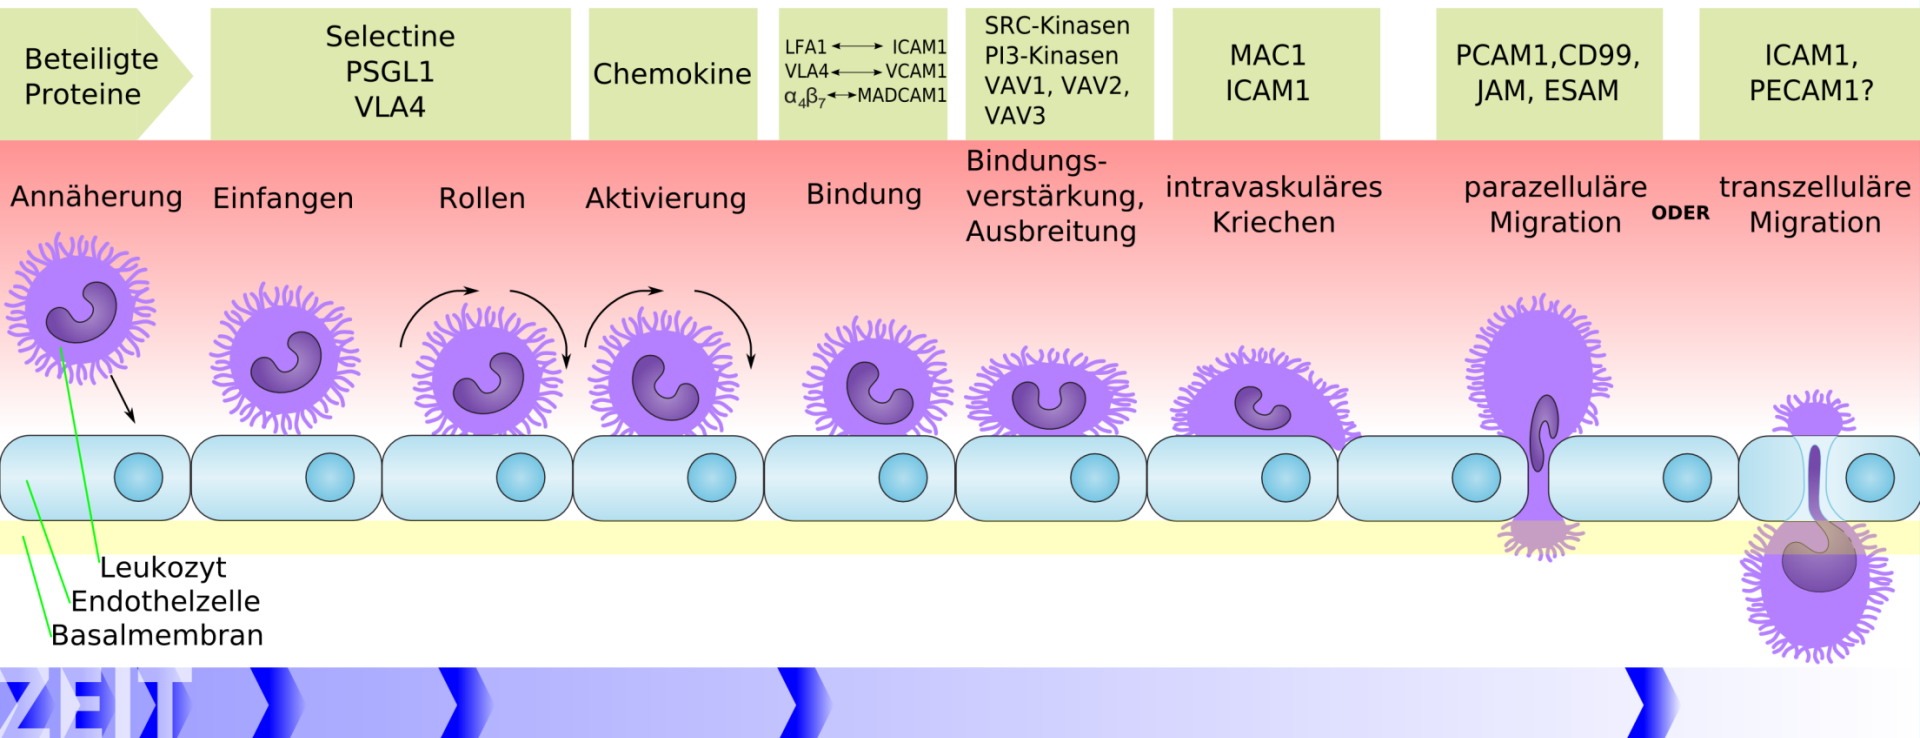 Beteiligte
Proteine
Selectine
PSGL1
VLA4
Chemokine
LFA1 ICAM1
VLA4 VCAM1
α₄β₇ MADCAM1
SRC-Kinasen
PI3-Kinasen
VAV1, VAV2,
VAV3
MAC1
ICAM1
PCAM1,CD99,
JAM, ESAM
ICAM1,
PECAM1?
Annäherung
Einfangen
Rollen
Aktivierung
Bindung
Bindungs-
verstärkung,
Ausbreitung
intravaskuläres
Kriechen
parazelluläre
Migration
ODER
transzelluläre
Migration
Leukozyt
Endothelzelle
Basalmembran
ZEIT